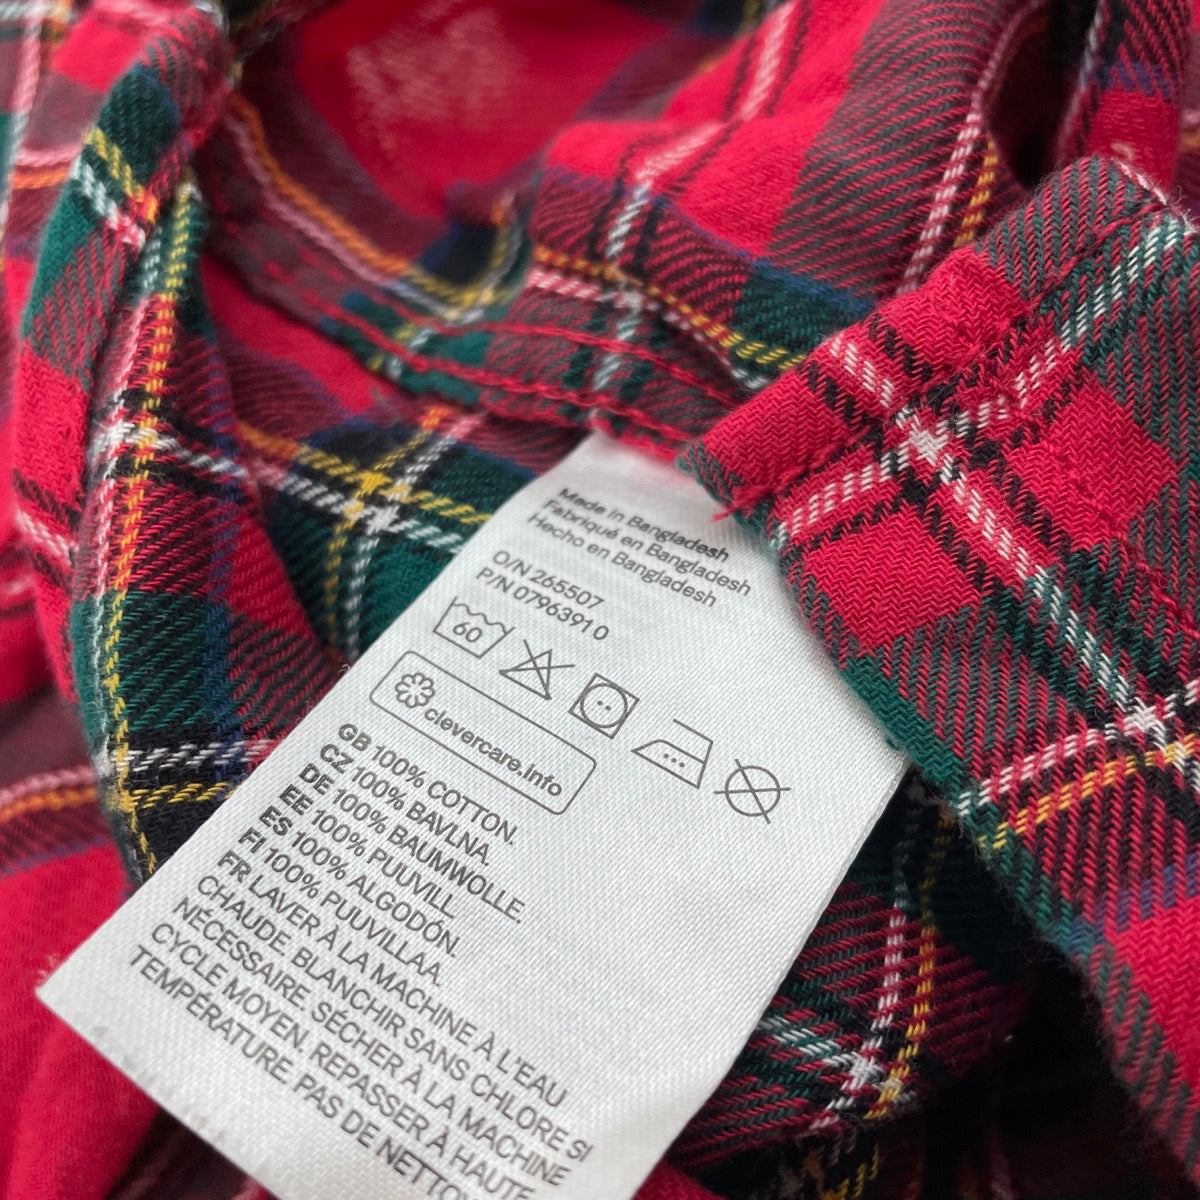 Made in Bangladesh
Fabriqué en Bangladesh
Hecho en Bangladesh
O/N 265507
P/N 0796391 0
60
clevercare.info
GB 100% COTTON.
CZ 100% BAVLNA.
DE 100% BAUMWOLLE.
EE 100% PUUVILL.
ES 100% ALGODÓN.
FI 100% PUUVILLAA.
FR LAVER À LA MACHINE À L'EAU
CHAUDE. BLANCHIR SANS CHLORE SI
NÉCESSAIRE. SÉCHER À LA MACHINE
CYCLE MOYEN. REPASSER À HAUTE
TEMPÉRATURE. PAS DE NETTO